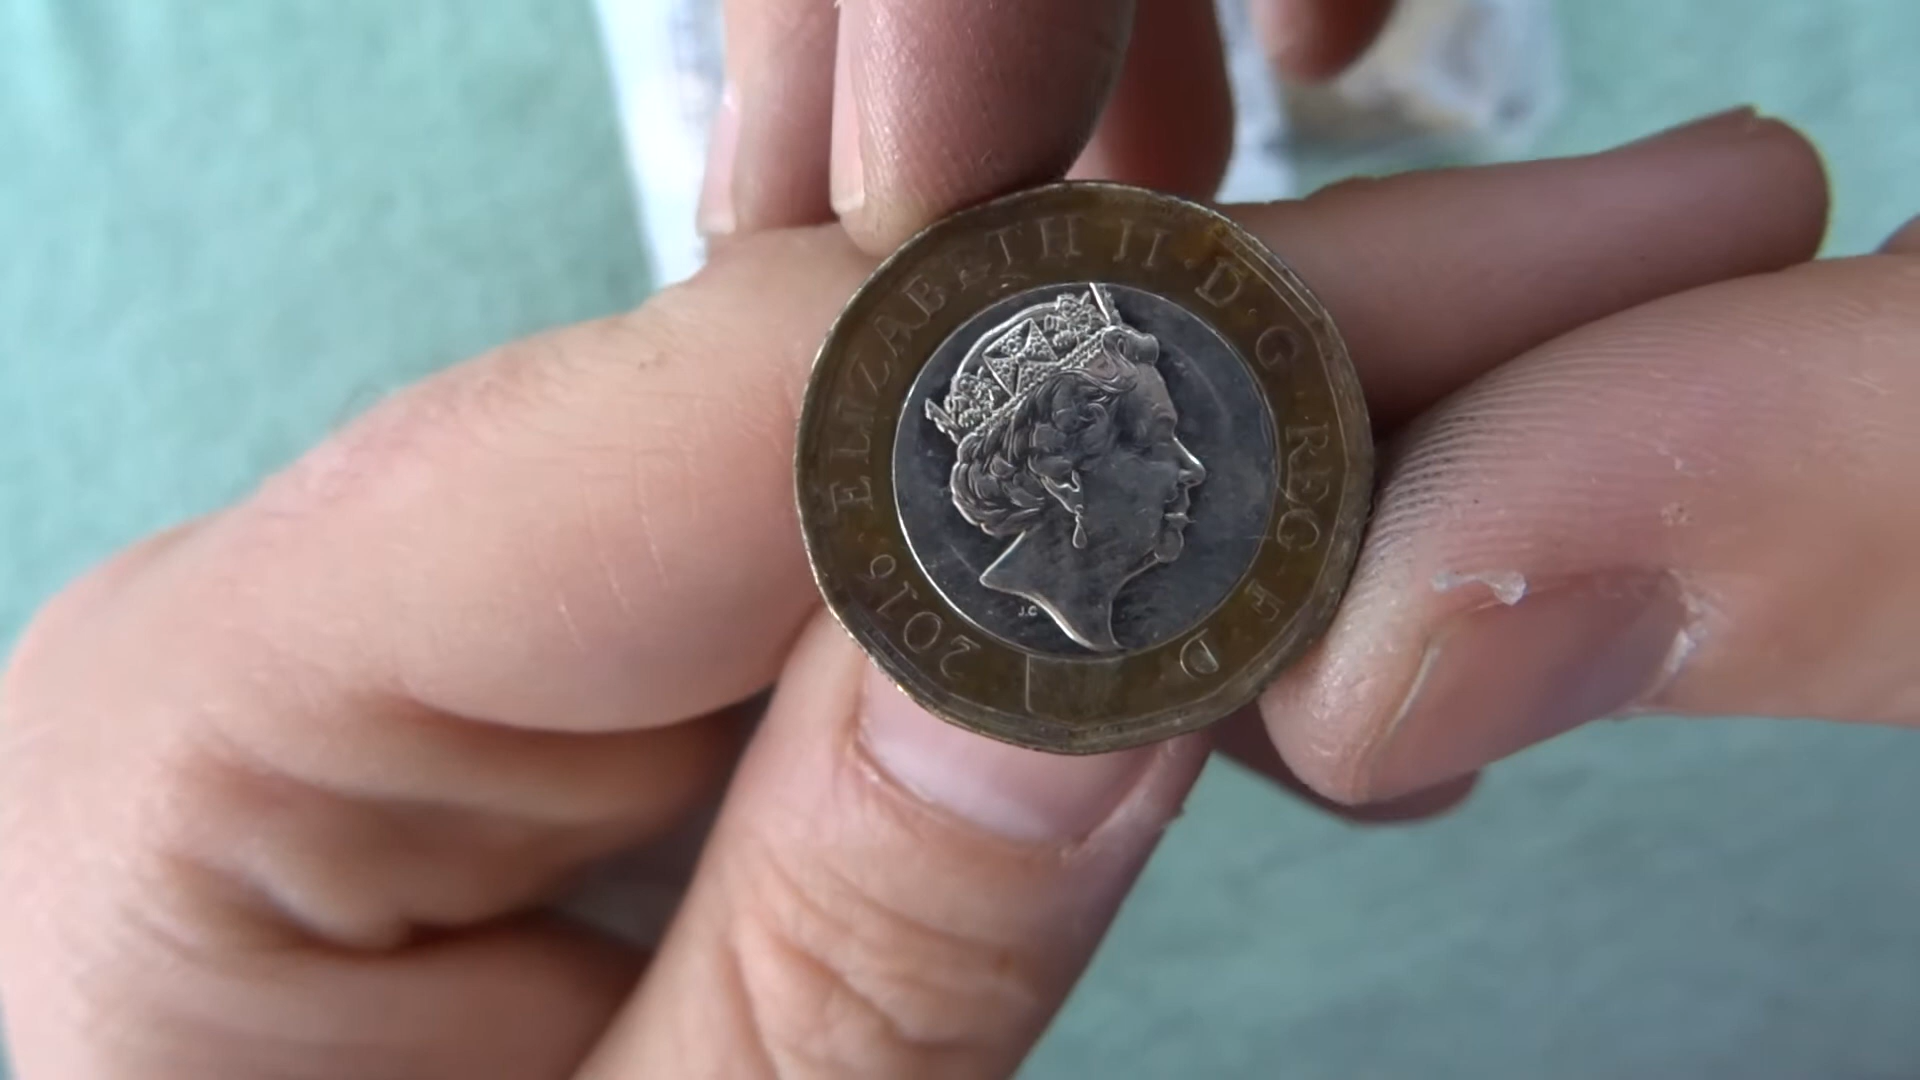 2016 · ELIZABETH II · D · G · REG · F · D
J.C